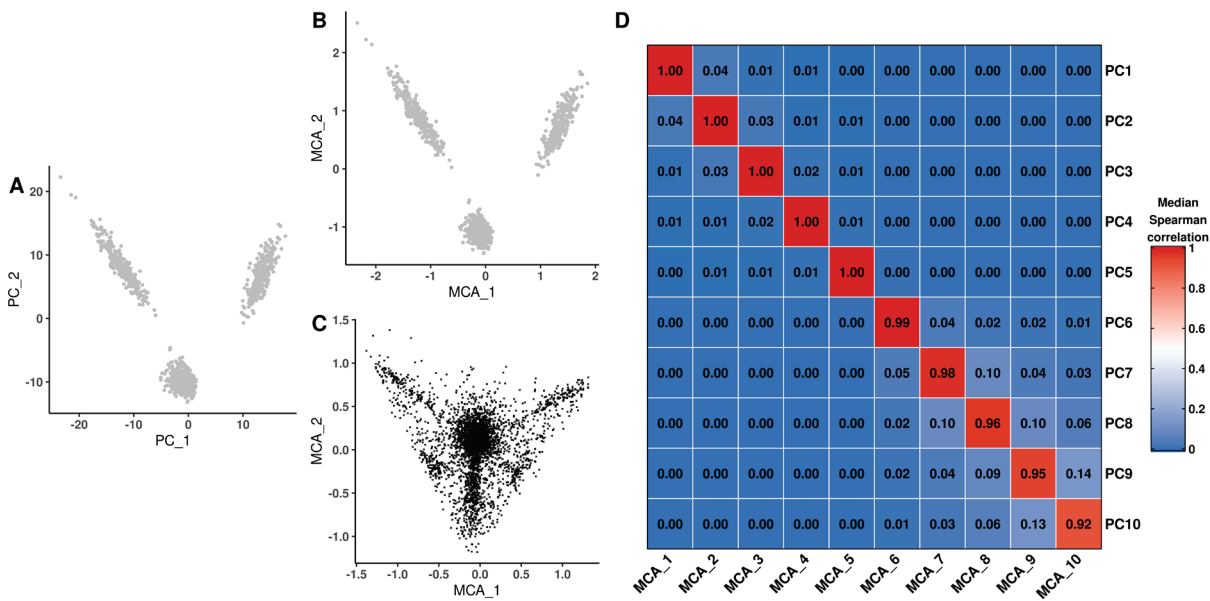 A
PC_2
20
10
0
-10
-20
-10
0
10
PC_1
B
MCA_2
2
1
0
-1
-2
-1
0
1
2
MCA_1
C
MCA_2
1.5
1.0
0.5
0.0
-0.5
-1.0
-1.5
-1.0
-0.5
0.0
0.5
1.0
MCA_1
D
1.00 0.04 0.01 0.01 0.00 0.00 0.00 0.00 0.00 0.00 PC1
0.04 1.00 0.03 0.01 0.01 0.00 0.00 0.00 0.00 0.00 PC2
0.01 0.03 1.00 0.02 0.01 0.00 0.00 0.00 0.00 0.00 PC3
0.01 0.01 0.02 1.00 0.01 0.00 0.00 0.00 0.00 0.00 PC4
0.00 0.01 0.01 0.01 1.00 0.00 0.00 0.00 0.00 0.00 PC5
0.00 0.00 0.00 0.00 0.00 0.99 0.04 0.02 0.02 0.01 PC6
0.00 0.00 0.00 0.00 0.00 0.05 0.98 0.10 0.04 0.03 PC7
0.00 0.00 0.00 0.00 0.00 0.02 0.10 0.96 0.10 0.06 PC8
0.00 0.00 0.00 0.00 0.00 0.02 0.04 0.09 0.95 0.14 PC9
0.00 0.00 0.00 0.00 0.00 0.01 0.03 0.06 0.13 0.92 PC10
MCA_1 MCA_2 MCA_3 MCA_4 MCA_5 MCA_6 MCA_7 MCA_8 MCA_9 MCA_10
Median
Spearman
correlation
1
0.8
0.6
0.4
0.2
0